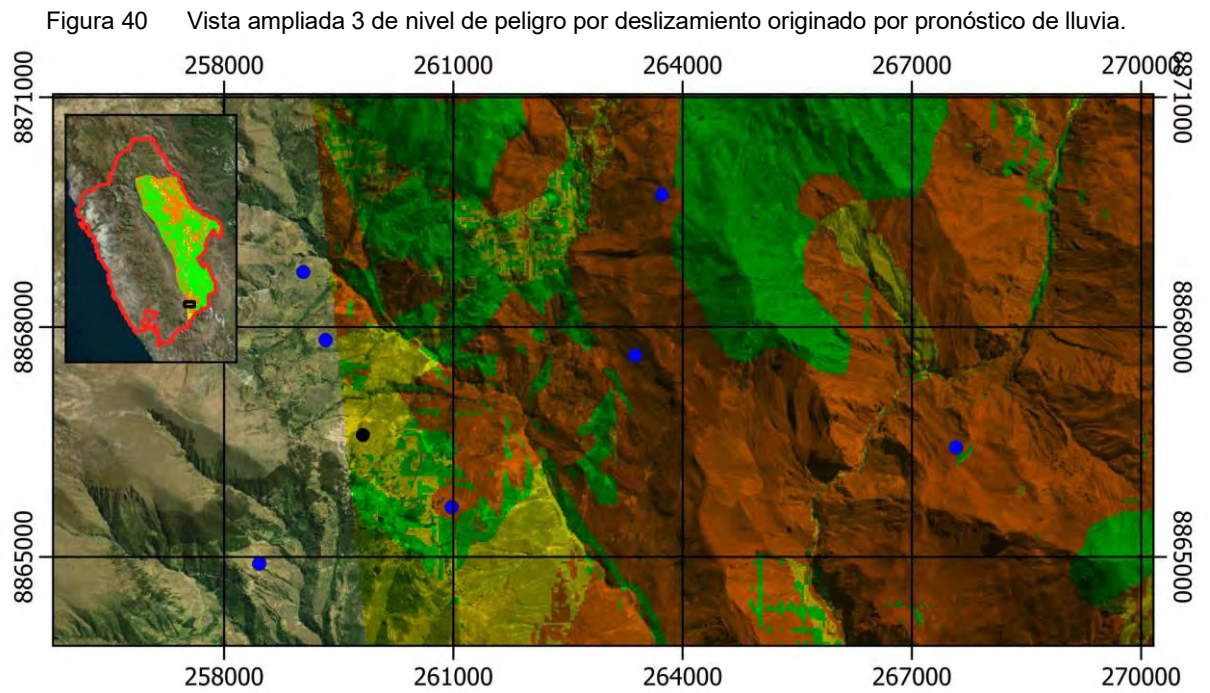 Figura 40 Vista ampliada 3 de nivel de peligro por deslizamiento originado por pronóstico de lluvia.
258000 261000 264000 267000 270000
8871000 8871000
8868000 8868000
8865000 8865000
258000 261000 264000 267000 270000